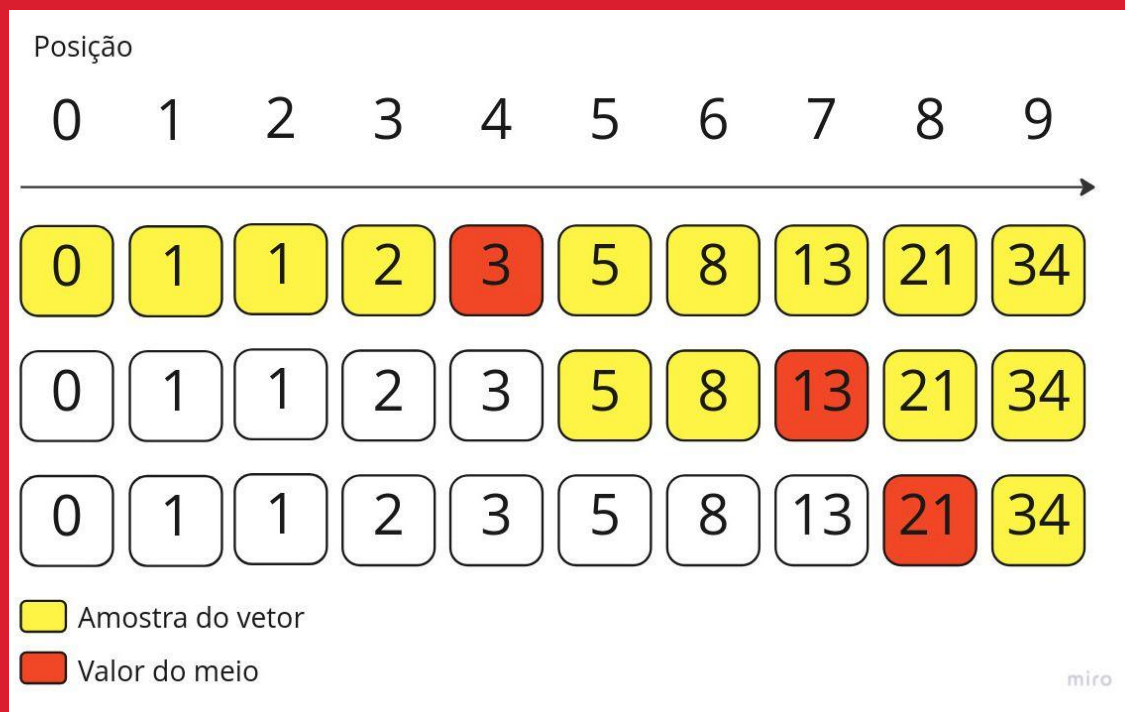 Posição
0 1 2 3 4 5 6 7 8 9
0 1 1 2 3 5 8 13 21 34
0 1 1 2 3 5 8 13 21 34
0 1 1 2 3 5 8 13 21 34
Amostra do vetor
Valor do meio
miro